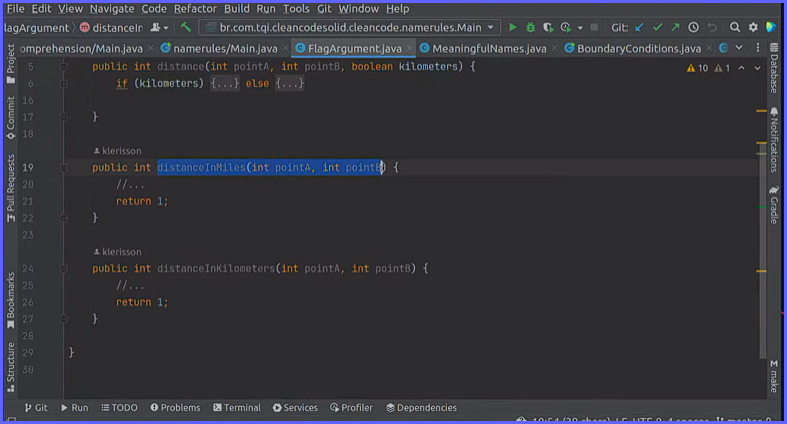 File Edit View Navigate Code Refactor Build Run Tools Git Window Help
lagArgument distanceIn br.com.tqi.cleancodesolid.cleancode.namerules.Main Git:
omprehension/Main.java namerules/Main.java FlagArgument.java MeaningfulNames.java BoundaryConditions.java
Project
Commit
Pull Requests
Bookmarks
Structure
5 public int distance(int pointA, int pointB, boolean kilometers) {
10 1
6 if (kilometers) {...} else {...}
16
17 }
18
klerisson
19 public int distanceInMiles(int pointA, int pointB) {
20 //...
21 return 1;
22 }
23
klerisson
24 public int distanceInKilometers(int pointA, int pointB) {
25 //...
26 return 1;
27 }
28
29 }
30
Database
Notifications
Gradle
make
Git Run TODO Problems Terminal Services Profiler Dependencies